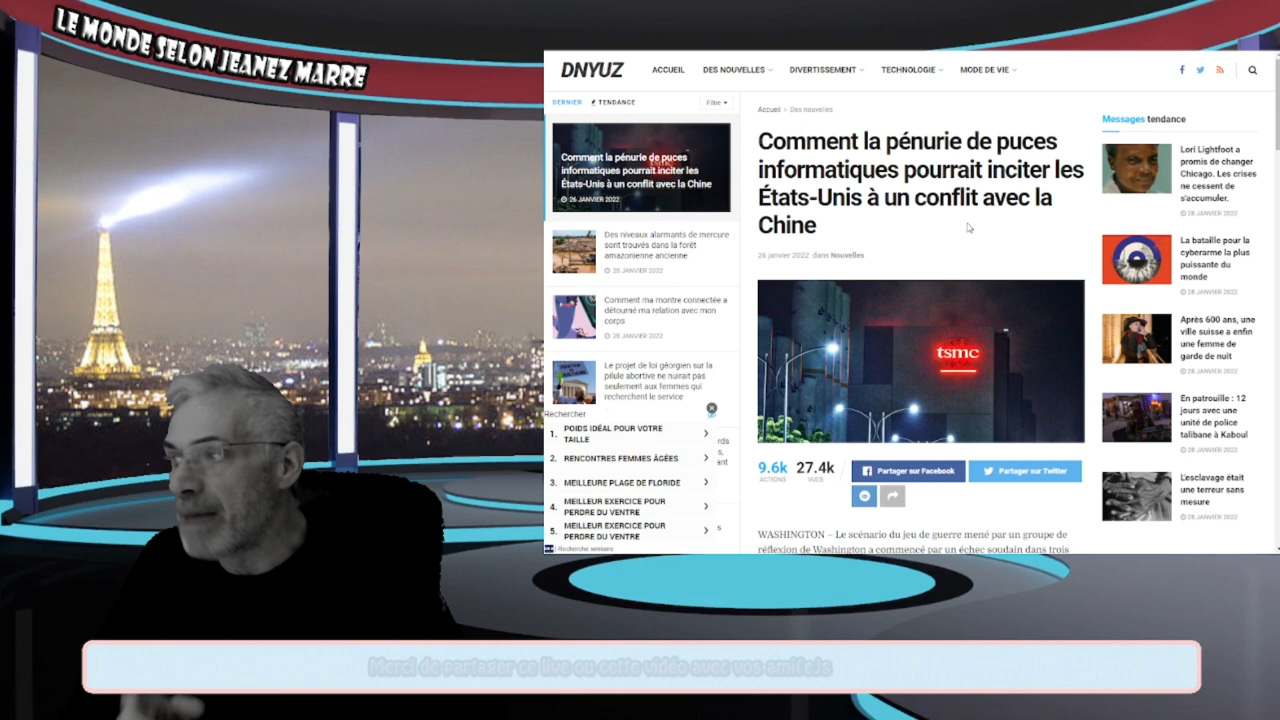 LE MONDE SELON JEANEZ MARRE
DNYUZ
ACCUEIL
DES NOUVELLES
DIVERTISSEMENT
TECHNOLOGIE
MODE DE VIE
DERNIER
TENDANCE
Filtre
Comment la pénurie de puces
informatiques pourrait inciter les
États-Unis à un conflit avec la Chine
26 JANVIER 2022
Des niveaux alarmants de mercure
sont trouvés dans la forêt
amazonienne ancienne
28 JANVIER 2022
Comment ma montre connectée a
détourné ma relation avec mon
corps
28 JANVIER 2022
Le projet de loi géorgien sur la
pilule abortive ne nuirait pas
seulement aux femmes qui
recherchent le service
Rechercher
1. POIDS IDÉAL POUR VOTRE
TAILLE
2. RENCONTRES FEMMES ÂGÉES
3. MEILLEURE PLAGE DE FLORIDE
4. MEILLEUR EXERCICE POUR
PERDRE DU VENTRE
5. MEILLEUR EXERCICE POUR
PERDRE DU VENTRE
Recherche similaire
Accueil > Des nouvelles
Comment la pénurie de puces
informatiques pourrait inciter les
États-Unis à un conflit avec la
Chine
26 janvier 2022 dans Nouvelles
tsmc
9.6k
ACTIONS
27.4k
VUES
Partager sur Facebook
Partager sur Twitter
WASHINGTON – Le scénario du jeu de guerre mené par un groupe de
réflexion de Washington a commencé par un échec soudain dans trois
Messages tendance
Lori Lightfoot a
promis de changer
Chicago. Les crises
ne cessent de
s'accumuler.
28 JANVIER 2022
La bataille pour la
cyberarme la plus
puissante du
monde
28 JANVIER 2022
Après 600 ans, une
ville suisse a enfin
une femme de
garde de nuit
28 JANVIER 2022
En patrouille : 12
jours avec une
unité de police
talibane à Kaboul
28 JANVIER 2022
L'esclavage était
une terreur sans
mesure
28 JANVIER 2022
Merci de partager ce live ou cette vidéo avec vos ami(e)s